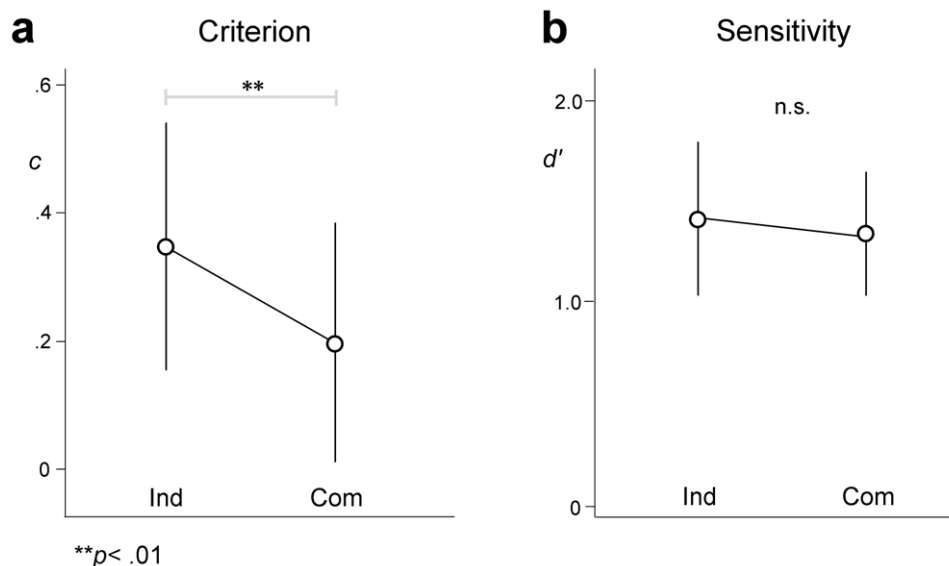 a Criterion
.6
**
c
.4
.2
0
Ind Com
**p< .01
b Sensitivity
2.0
n.s.
d'
1.0
0
Ind Com